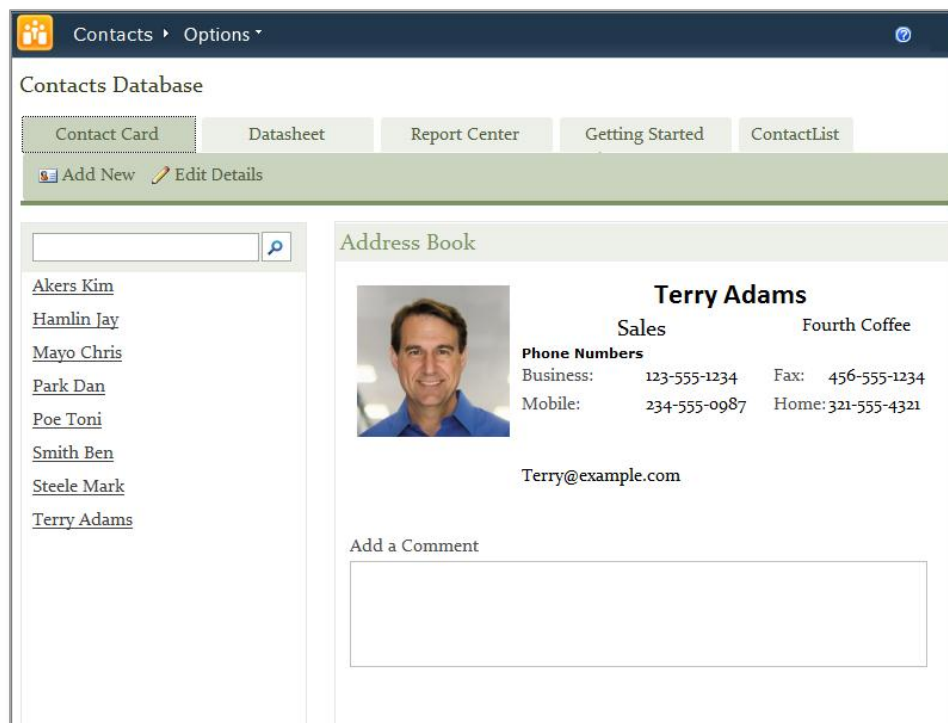 Contacts Options
Contacts Database
Contact Card Datasheet Report Center Getting Started ContactList
Add New Edit Details
Akers Kim
Hamlin Jay
Mayo Chris
Park Dan
Poe Toni
Smith Ben
Steele Mark
Terry Adams
Address Book
Terry Adams
Sales Fourth Coffee
Phone Numbers
Business: 123-555-1234 Fax: 456-555-1234
Mobile: 234-555-0987 Home: 321-555-4321
Terry@example.com
Add a Comment